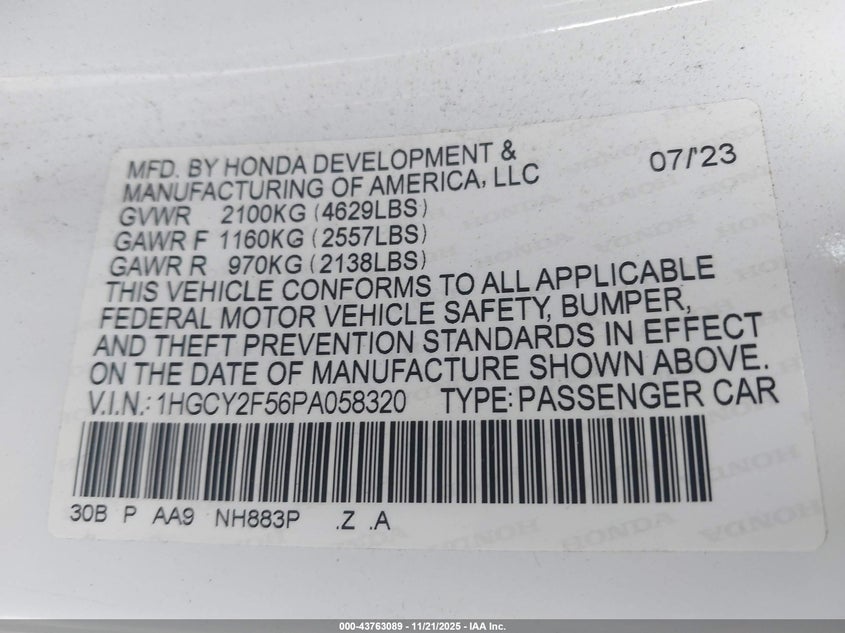 MFD. BY HONDA DEVELOPMENT &
MANUFACTURING OF AMERICA, LLC
07/'23
GVWR 2100KG (4629LBS)
GAWR F 1160KG (2557LBS)
GAWR R 970KG (2138LBS)
THIS VEHICLE CONFORMS TO ALL APPLICABLE
FEDERAL MOTOR VEHICLE SAFETY, BUMPER,
AND THEFT PREVENTION STANDARDS IN EFFECT
ON THE DATE OF MANUFACTURE SHOWN ABOVE.
V.I.N.: 1HGCY2F56PA058320 TYPE: PASSENGER CAR
30B P AA9 NH883P .Z .A
000-43763089 - 11/21/2025 - IAA Inc.